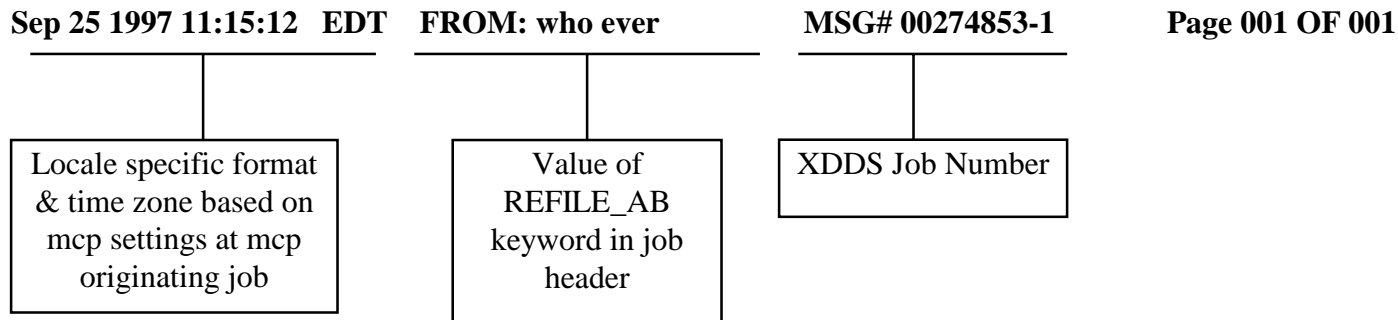 Sep 25 1997 11:15:12 EDT FROM: who ever MSG# 00274853-1 Page 001 OF 001
Locale specific format
& time zone based on
mcp settings at mcp
originating job
Value of
REFILE_AB
keyword in job
header
XDDS Job Number